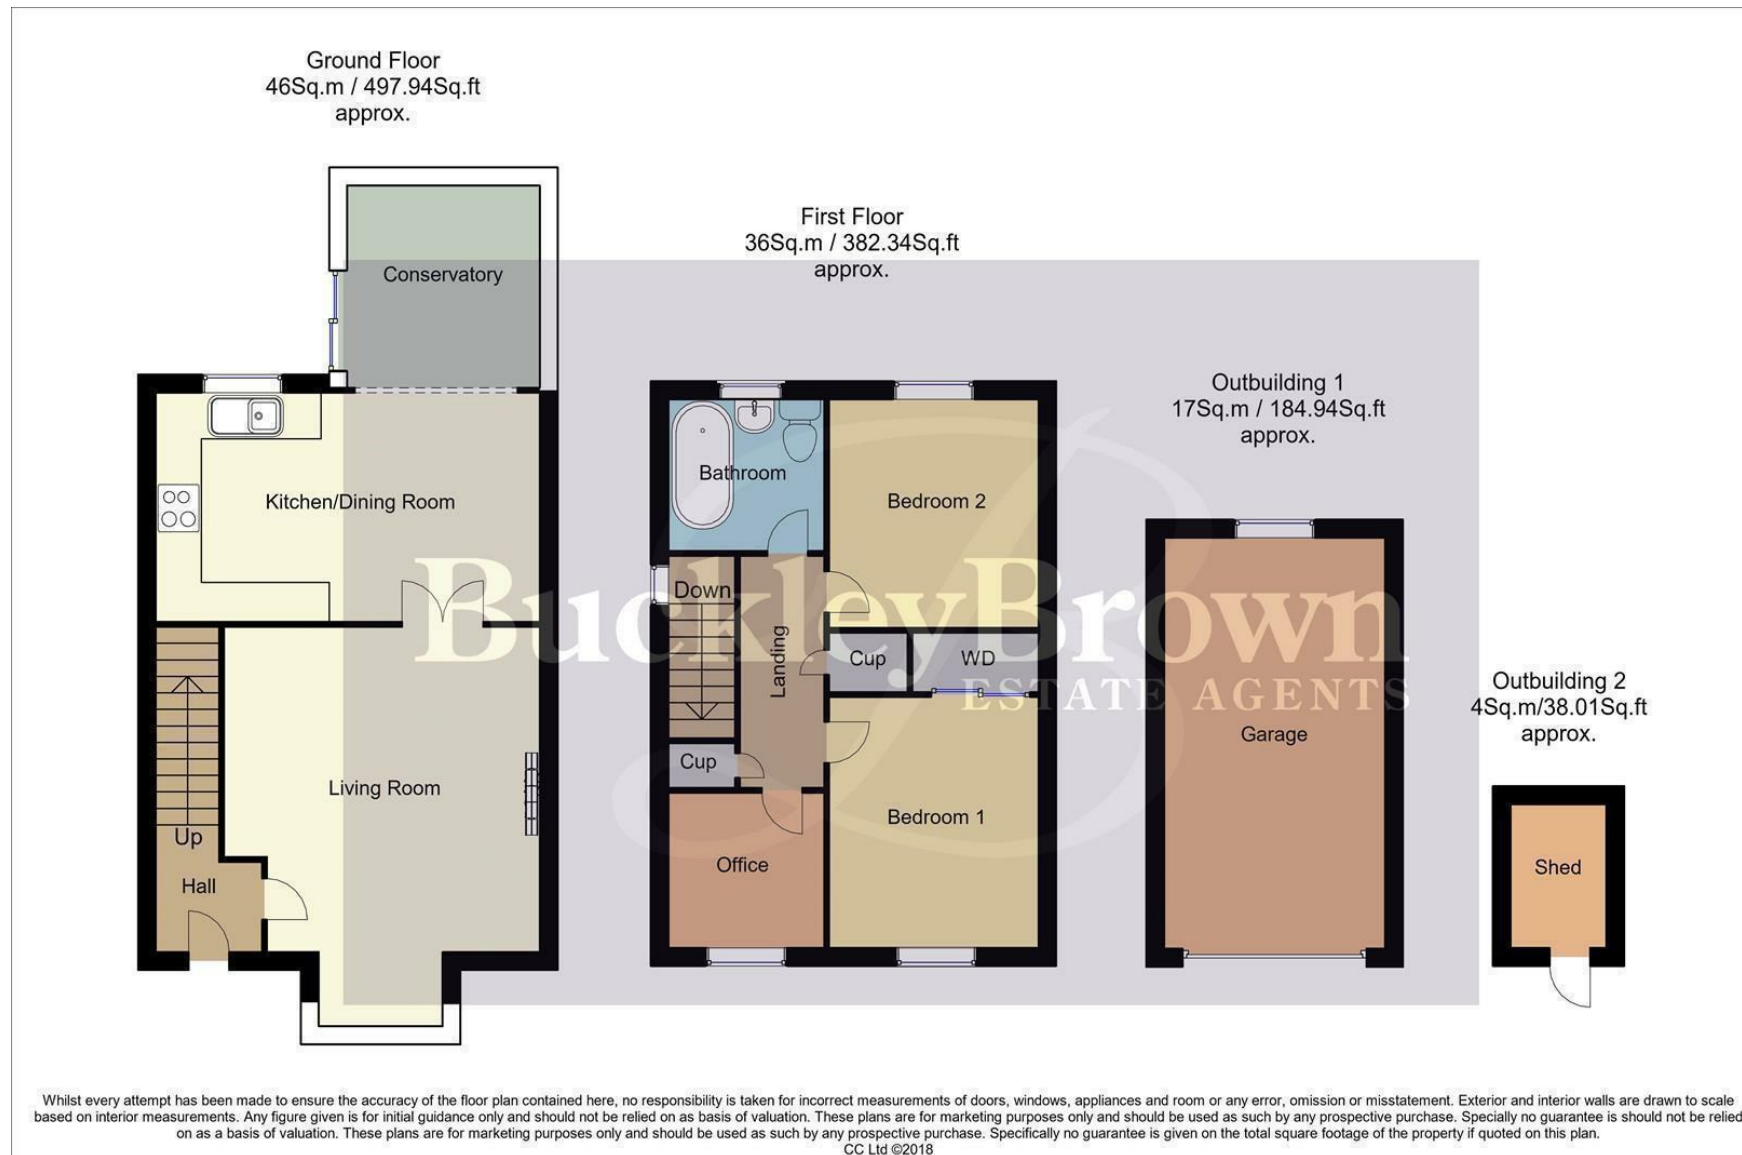 Ground Floor
46Sq.m / 497.94Sq.ft
approx.
First Floor
36Sq.m / 382.34Sq.ft
approx.
Conservatory
Outbuilding 1
17Sq.m / 184.94Sq.ft
approx.
Bathroom
Kitchen/Dining Room
Bedroom 2
Down
BuckleyBrown
ESTATE AGENTS
Landing
Cup
WD
Outbuilding 2
4Sq.m/38.01Sq.ft
approx.
Garage
Cup
Living Room
Bedroom 1
Up
Office
Shed
Hall
Whilst every attempt has been made to ensure the accuracy of the floor plan contained here, no responsibility is taken for incorrect measurements of doors, windows, appliances and room or any error, omission or misstatement. Exterior and interior walls are drawn to scale
based on interior measurements. Any figure given is for initial guidance only and should not be relied on as basis of valuation. These plans are for marketing purposes only and should be used as such by any prospective purchase. Specially no guarantee is should not be relied
on as a basis of valuation. These plans are for marketing purposes only and should be used as such by any prospective purchase. Specifically no guarantee is given on the total square footage of the property if quoted on this plan.
CC Ltd ©2018